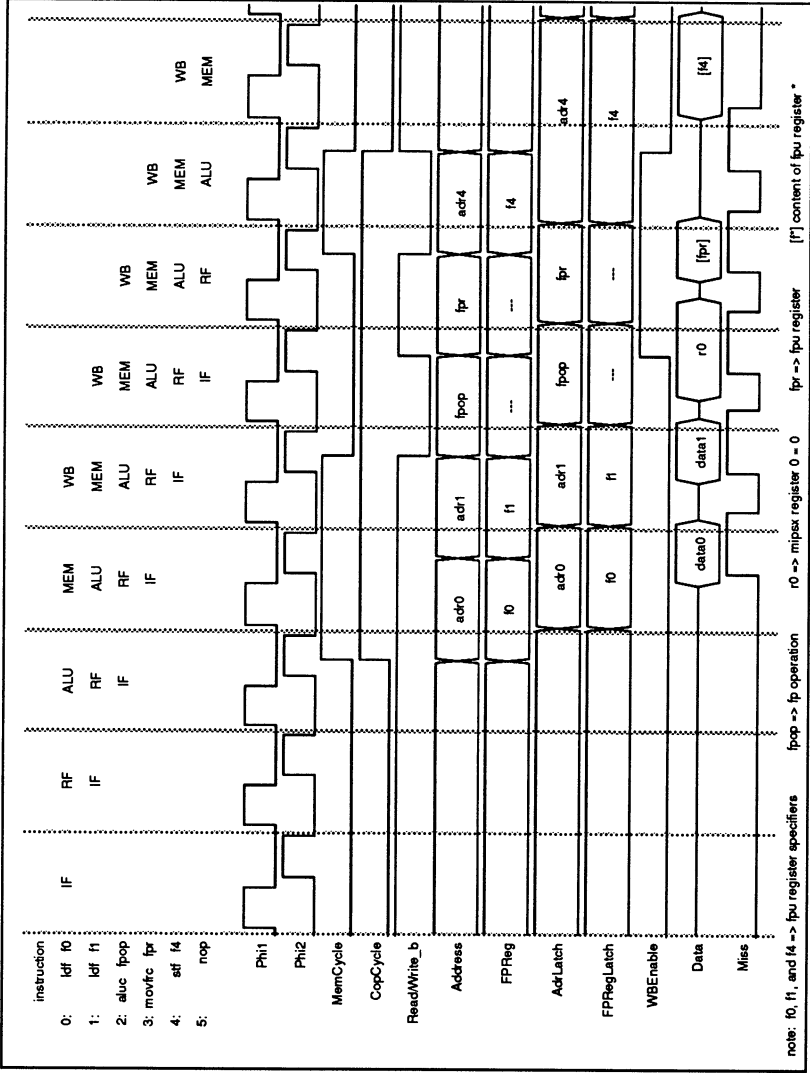 instruction
0: ldf f0 IF RF ALU MEM WB
1: ldf f1 IF RF ALU MEM WB
2: aluc fpop IF RF ALU MEM WB
3: movfrc fpr IF RF ALU MEM WB
4: stf f4 IF RF ALU MEM WB
5: nop IF RF ALU MEM
Phi1
Phi2
MemCycle
CopCycle
Read/Write_b
Address adr0 adr1 fpop fpr adr4
FPReg f0 f1 --- --- f4
AdrLatch adr0 adr1 fpop fpr adr4
FPRegLatch f0 f1 --- --- f4
WBEnable
Data data0 data1 r0 [fpr] [f4]
Miss
note: f0, f1, and f4 => fpu register specifiers fpop => fp operation r0 => mipsx register 0 = 0 fpr => fpu register [f*] content of fpu register *